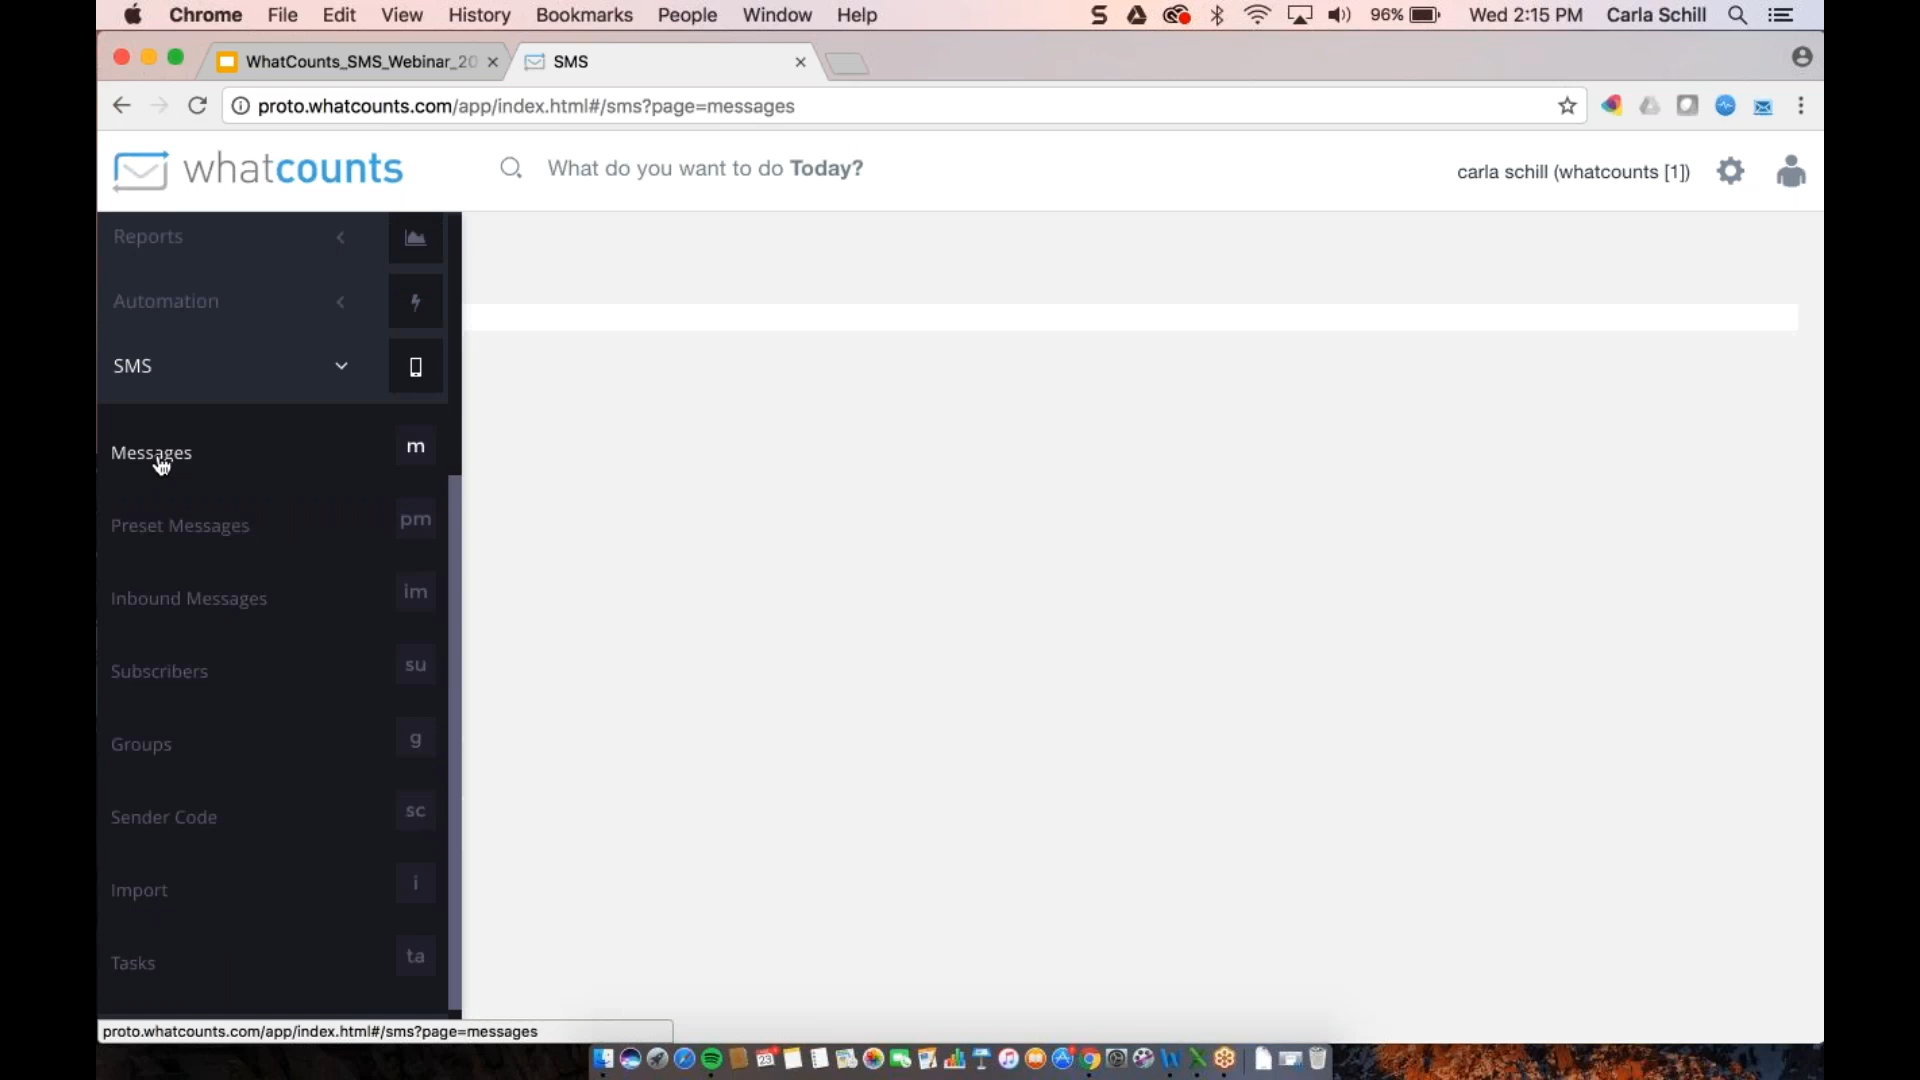 Chrome File Edit View History Bookmarks People Window Help 96% Wed 2:15 PM Carla Schill
WhatCounts_SMS_Webinar_20 SMS
proto.whatcounts.com/app/index.html#/sms?page=messages
whatcounts What do you want to do Today? carla schill (whatcounts [1])
Reports
Automation
SMS
Messages m
Preset Messages pm
Inbound Messages im
Subscribers su
Groups g
Sender Code sc
Import i
Tasks ta
proto.whatcounts.com/app/index.html#/sms?page=messages
23